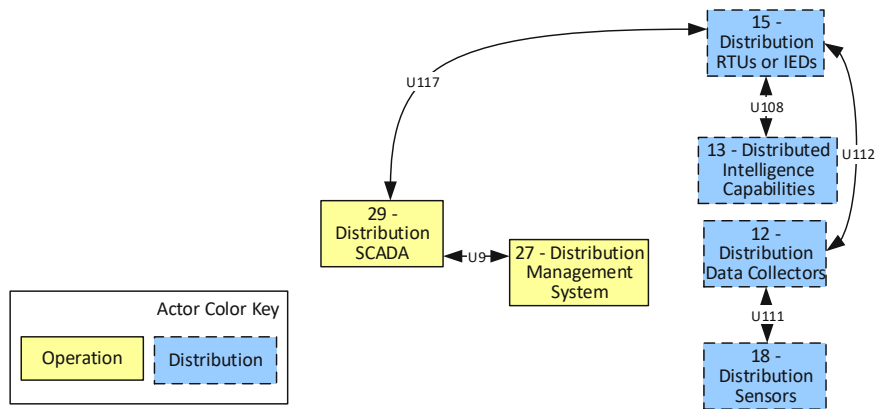 15 -
Distribution
RTUs or IEDs
U117
U108
13 - Distributed
Intelligence
Capabilities
U112
29 -
Distribution
SCADA
U9
27 - Distribution
Management
System
12 -
Distribution
Data Collectors
U111
18 -
Distribution
Sensors
Actor Color Key
Operation
Distribution